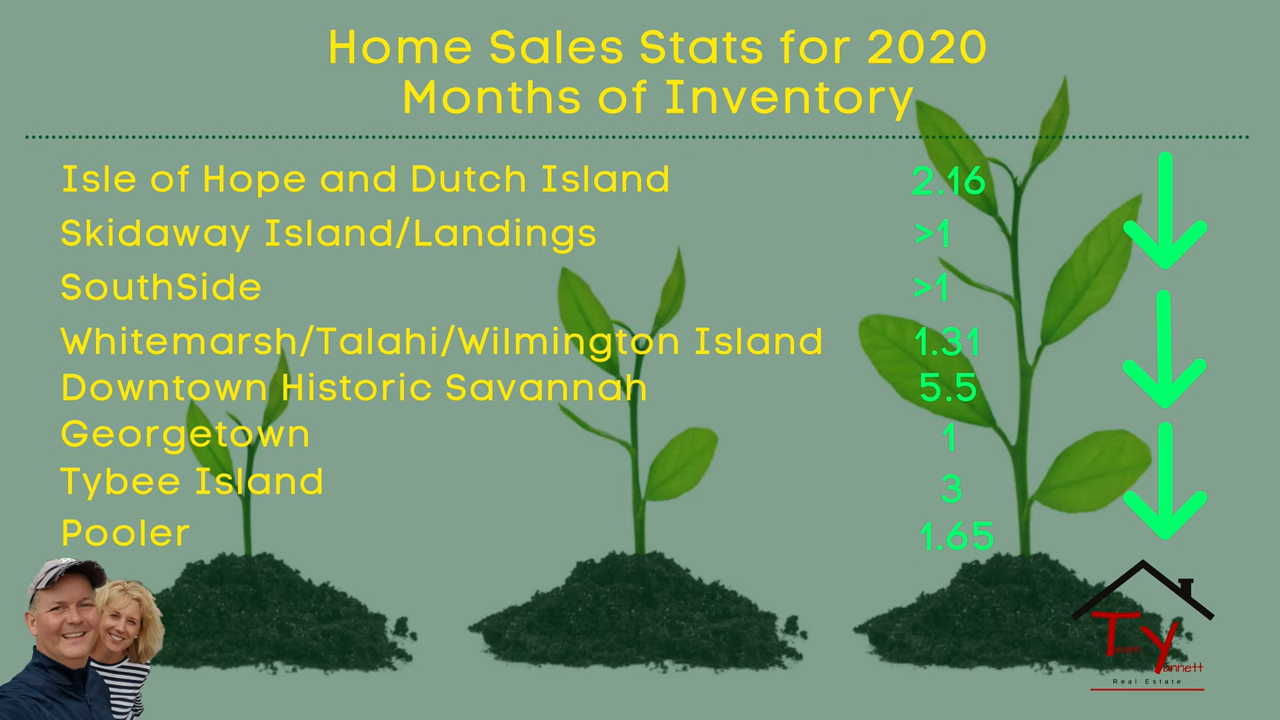 Home Sales Stats for 2020
Months of Inventory
Isle of Hope and Dutch Island 2.16
Skidaway Island/Landings >1
SouthSide >1
Whitemarsh/Talahi/Wilmington Island 1.31
Downtown Historic Savannah 5.5
Georgetown 1
Tybee Island 3
Pooler 1.65
Ty
annett
Real Estate